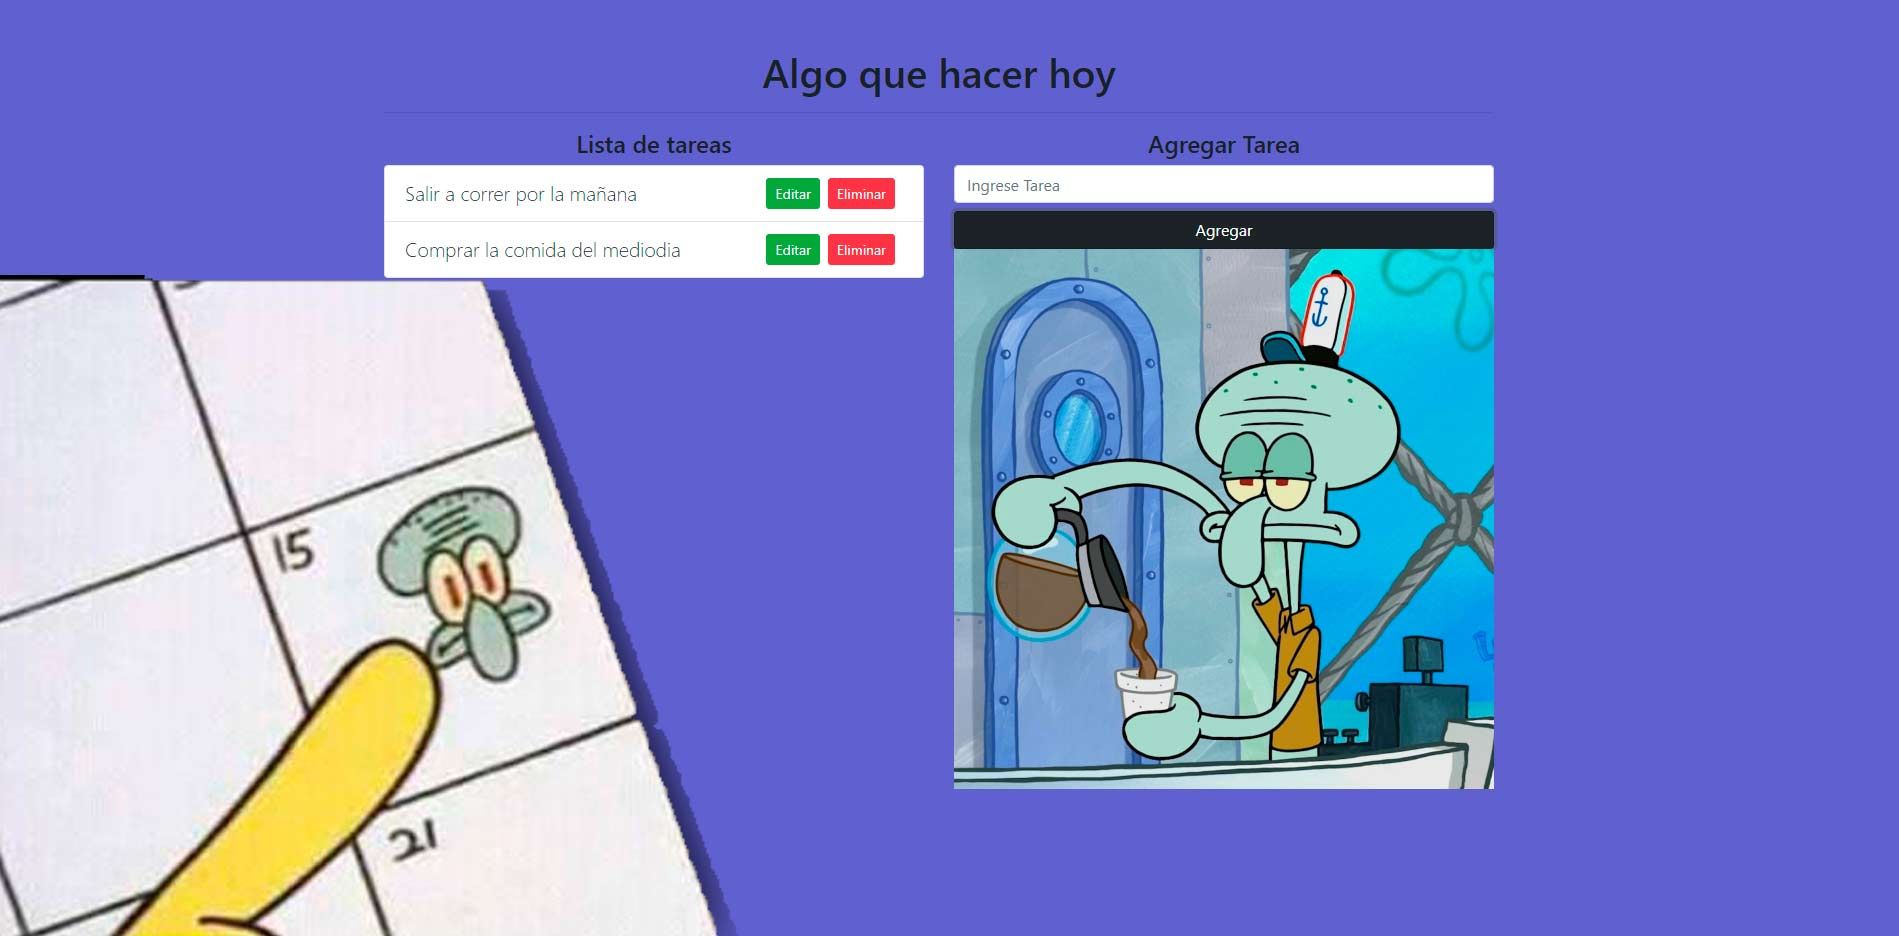 Algo que hacer hoy
Lista de tareas
Salir a correr por la mañana
Editar
Eliminar
Comprar la comida del mediodia
Editar
Eliminar
Agregar Tarea
Ingrese Tarea
Agregar
15
21